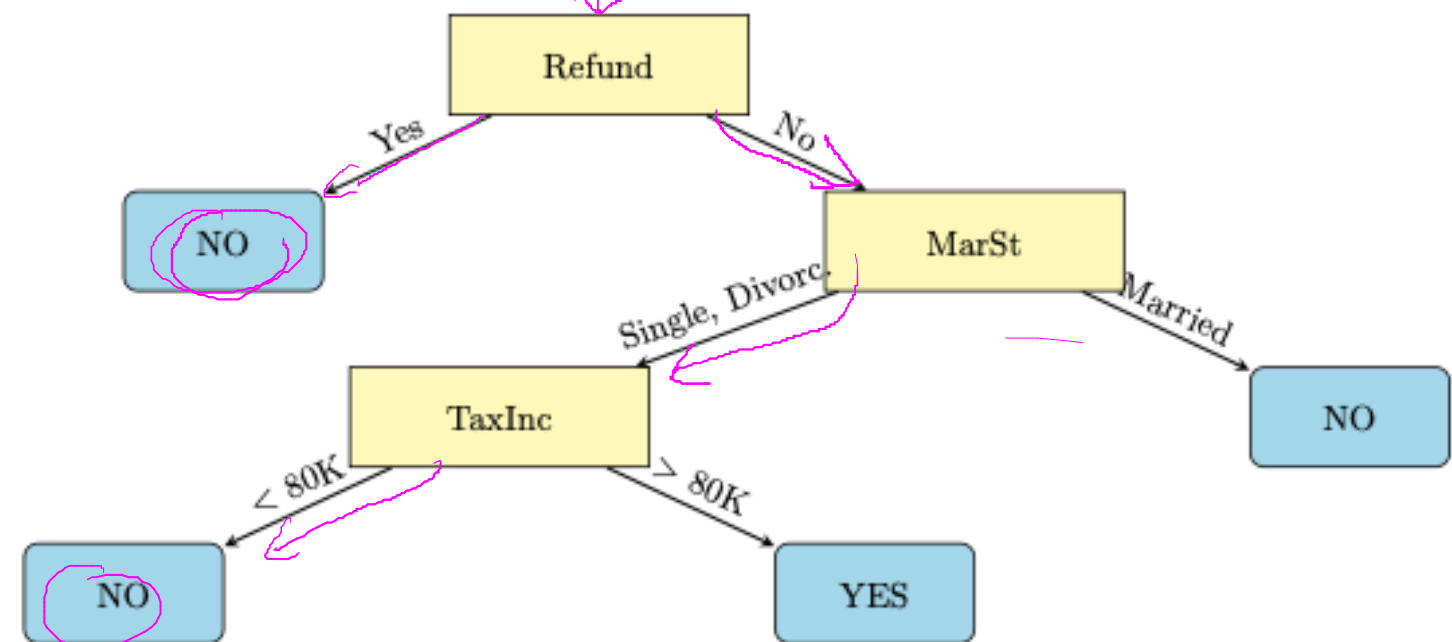 Refund
Yes
No
NO
MarSt
Single, Divorc.
Married
TaxInc
NO
< 80K
> 80K
NO
YES